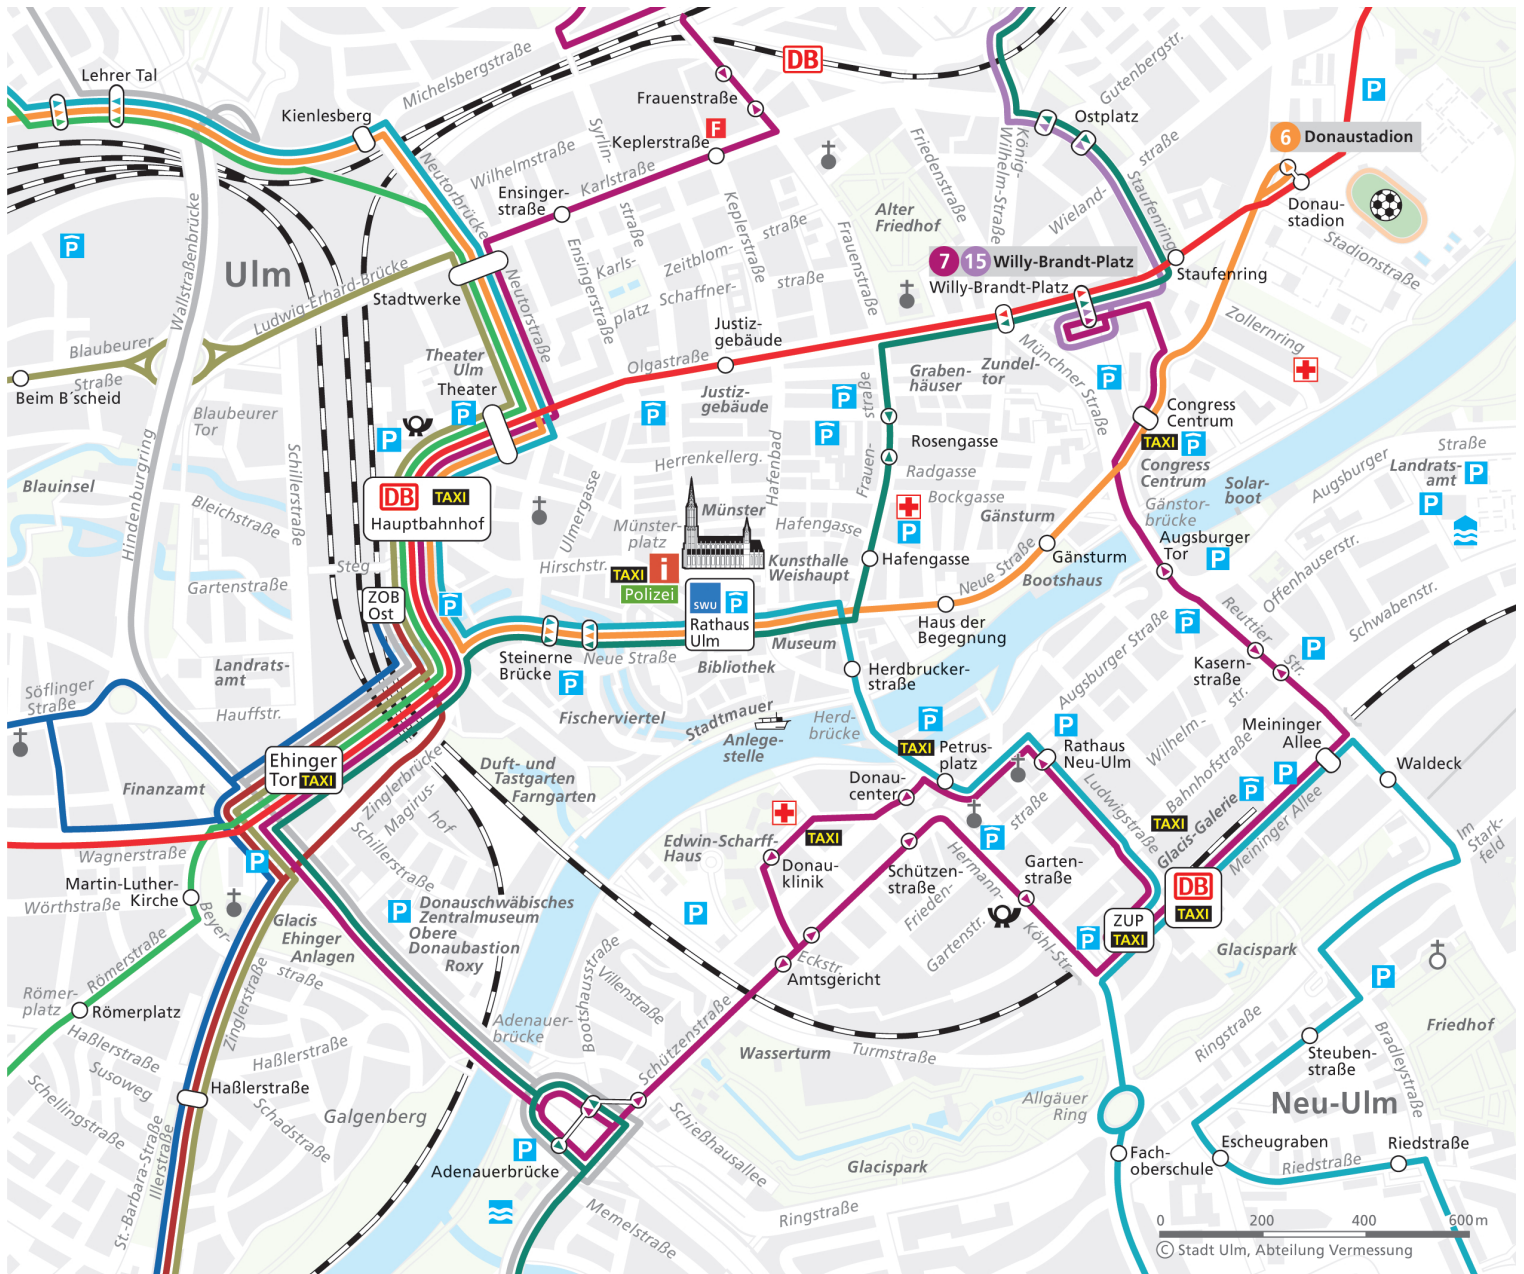 Lehrer Tal
Kienlesberg
Michelsbergstraße
DB
P
Gutenbergstr.
Frauenstraße
F
Keplerstraße
Syrlin-
straße
Wilhelmstraße
Karlstraße
Ensinger-
straße
Ostplatz
König-
Wilhelm-Straße
Friedenstraße
straße
Wieland-
Staufenring
6 Donaustadion
Donau-
stadion
Stadionstraße
Neutorbrücke
Wallstraßenbrücke
P
Ulm
Alter
Friedhof
Keplerstraße
straße
Zeitblom-
Frauenstraße
Ensingerstraße
Karls-
platz
Schaffner-
straße
7 15 Willy-Brandt-Platz
Willy-Brandt-Platz
Staufenring
Ludwig-Erhard-Brücke
Stadtwerke
Neutorstraße
Zollernring
Blaubeurer
Straße
Beim B´scheid
Justiz-
gebäude
Olgastraße
Theater
Ulm
Theater
Justiz-
gebäude
Graben-
häuser
Zundel-
tor
Münchner Straße
P
Blaubeurer
Tor
P
P
P
P
P
straße
Frauen-
Congress
Centrum
TAXI P
Congress
Centrum
Rosengasse
Radgasse
Bockgasse
Gänsturm
Hafenbad
Herrenkellerg.
Hindenburgring
Schillerstraße
Blauinsel
Bleichstraße
DB TAXI
Hauptbahnhof
Ulmergasse
Münster-
platz
Münster
Hafengasse
P
Solar-
boot
Gänstor-
brücke
Augsburger
Straße
Landrats-
amt
P
P
Augsburger
Tor
P
Offenhauserstr.
Steg
Gartenstraße
Hirschstr.
TAXI i
Polizei
Kunsthalle
Weishaupt
Hafengasse
Neue Straße
Gänsturm
Bootshaus
Schwabenstr.
ZOB
Ost
P
swu P
Rathaus
Ulm
Haus der
Begegnung
Reuttier
Str.
P
P
Steinerne
Brücke
P
Neue Straße
Museum
Bibliothek
Herdbrucker-
straße
Augsburger Straße
Kasern-
straße
Landrats-
amt
Söflinger
Straße
Hauffstr.
Fischerviertel
Stadtmauer
Anlege-
stelle
Herd-
brücke
P
P
Wilhelm-
str.
Bahnhofstraße
Meininger
Allee
Ehinger
Tor TAXI
Finanzamt
Zinglerbrücke
Duft- und
Tastgarten
Farngarten
TAXI
Petrus-
platz
Rathaus
Neu-Ulm
Waldeck
Donau-
center
P
P
Magirus-
hof
Schillerstraße
Wagnerstraße
P
Edwin-Scharff-
Haus
TAXI
Donau-
klinik
P
straße
Hermann-
Köhl-Str.
Ludwigstraße
TAXI
Glacis-Galerie
Meininger Allee
Im
Stark-
feld
Martin-Luther-
Kirche
Wörthstraße
Beyer-
straße
Schützen-
straße
Garten-
straße
Frieden-
Gartenstr.
DB
TAXI
ZUP
TAXI
P
P Donauschwäbisches
Zentralmuseum
Obere
Donaubastion
Roxy
P
Glacis
Ehinger
Anlagen
Römerstraße
Römer-
platz
Römerplatz
Zinglerstraße
Eckstr.
Amtsgericht
Villenstraße
Bootshausstraße
Adenauer-
brücke
Schützenstraße
Wasserturm
Turmstraße
Glacispark
P
Friedhof
Ringstraße
Bradleystraße
Steuben-
straße
Haßlerstraße
Susoweg
Haßlerstraße
Haßlerstraße
Schellingstraße
Schadstraße
Galgenberg
Allgäuer
Ring
Neu-Ulm
St.-Barbara-Straße
Illerstraße
P
Adenauerbrücke
Schießhausallee
Glacispark
Fach-
oberschule
Escheugraben
Riedstraße
Riedstraße
Memelstraße
Ringstraße
0 200 400 600m
© Stadt Ulm, Abteilung Vermessung